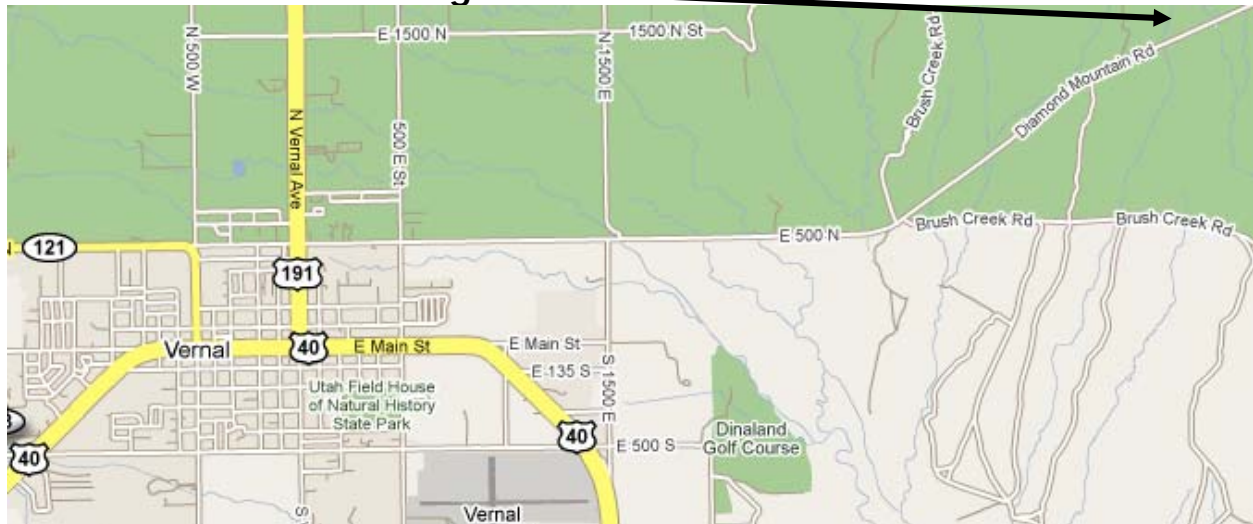 N 500 W
E 1500 N
1500 N St
N 1500 E
Brush Creek Rd
Diamond Mountain Rd
N Vernal Ave
500 E St
121
E 500 N
Brush Creek Rd
Brush Creek Rd
191
Vernal
40
E Main St
E Main St
E 135 S
S 1500 E
Utah Field House
of Natural History
State Park
40
Dinaland
Golf Course
E 500 S
40
Vernal
S